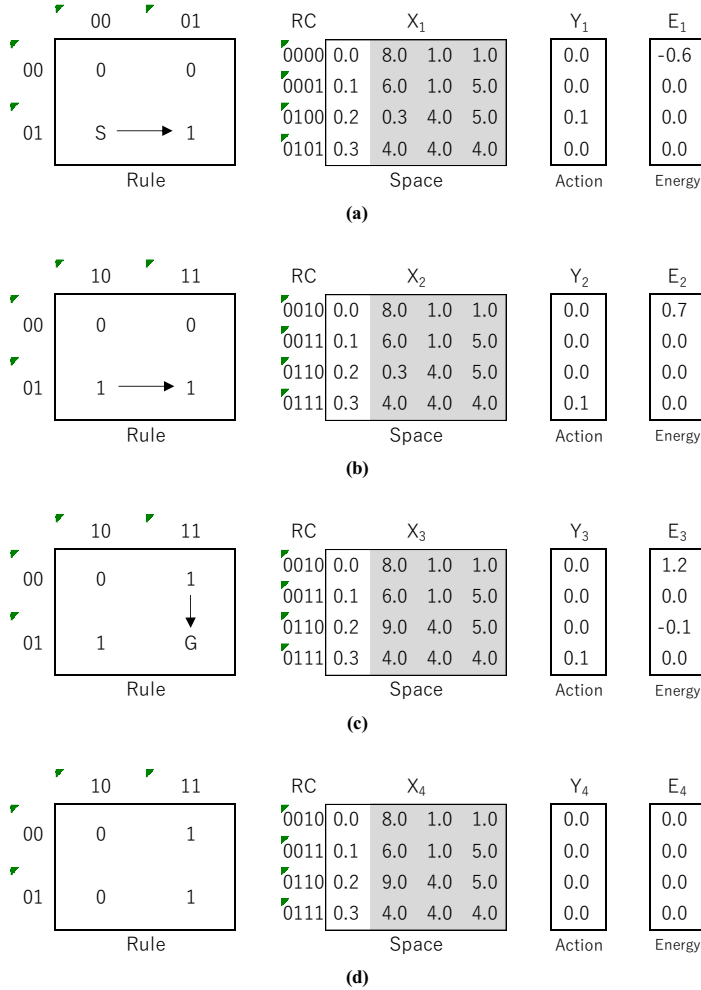 00 01 RC X1 Y1 E1
00 0 0 0000 0.0 8.0 1.0 1.0 0.0 -0.6
0001 0.1 6.0 1.0 5.0 0.0 0.0
01 S 1 0100 0.2 0.3 4.0 5.0 0.1 0.0
0101 0.3 4.0 4.0 4.0 0.0 0.0
Rule Space Action Energy
(a)
10 11 RC X2 Y2 E2
00 0 0 0010 0.0 8.0 1.0 1.0 0.0 0.7
0011 0.1 6.0 1.0 5.0 0.0 0.0
01 1 1 0110 0.2 0.3 4.0 5.0 0.0 0.0
0111 0.3 4.0 4.0 4.0 0.1 0.0
Rule Space Action Energy
(b)
10 11 RC X3 Y3 E3
00 0 1 0010 0.0 8.0 1.0 1.0 0.0 1.2
0011 0.1 6.0 1.0 5.0 0.0 0.0
01 1 G 0110 0.2 9.0 4.0 5.0 0.0 -0.1
0111 0.3 4.0 4.0 4.0 0.1 0.0
Rule Space Action Energy
(c)
10 11 RC X4 Y4 E4
00 0 1 0010 0.0 8.0 1.0 1.0 0.0 0.0
0011 0.1 6.0 1.0 5.0 0.0 0.0
01 0 1 0110 0.2 9.0 4.0 5.0 0.0 0.0
0111 0.3 4.0 4.0 4.0 0.0 0.0
Rule Space Action Energy
(d)